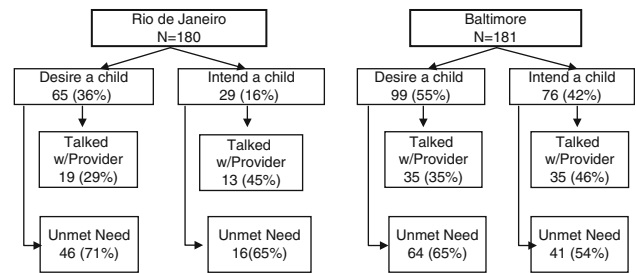 Rio de Janeiro
N=180
Baltimore
N=181
Desire a child
65 (36%)
Intend a child
29 (16%)
Desire a child
99 (55%)
Intend a child
76 (42%)
Talked
w/Provider
19 (29%)
Talked
w/Provider
13 (45%)
Talked
w/Provider
35 (35%)
Talked
w/Provider
35 (46%)
Unmet Need
46 (71%)
Unmet Need
16(65%)
Unmet Need
64 (65%)
Unmet Need
41 (54%)